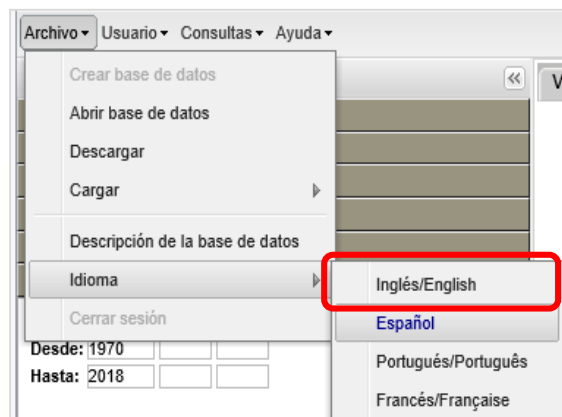 Archivo Usuario Consultas Ayuda
Crear base de datos
Abrir base de datos
Descargar
Cargar
Descripción de la base de datos
Idioma
Cerrar sesión
Inglés/English
Español
Portugués/Português
Francés/Française
Desde: 1970
Hasta: 2018
V